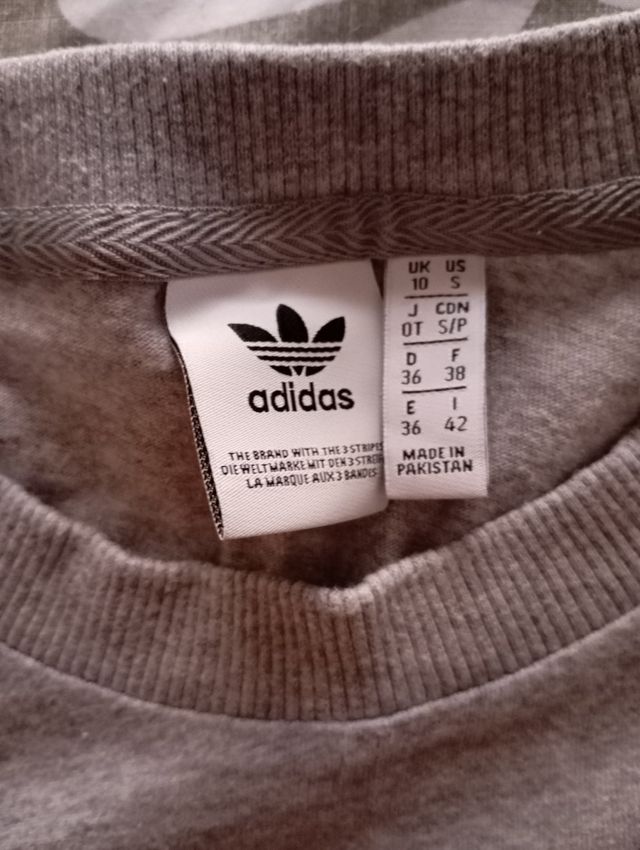 adidas
THE BRAND WITH THE 3 STRIPES
DIE WELTMARKE MIT DEN 3
LA MARQUE AUX 3 BANDES
UK US
10 S
J CDN
OT S/P
D F
36 38
E I
36 42
MADE IN
PAKISTAN